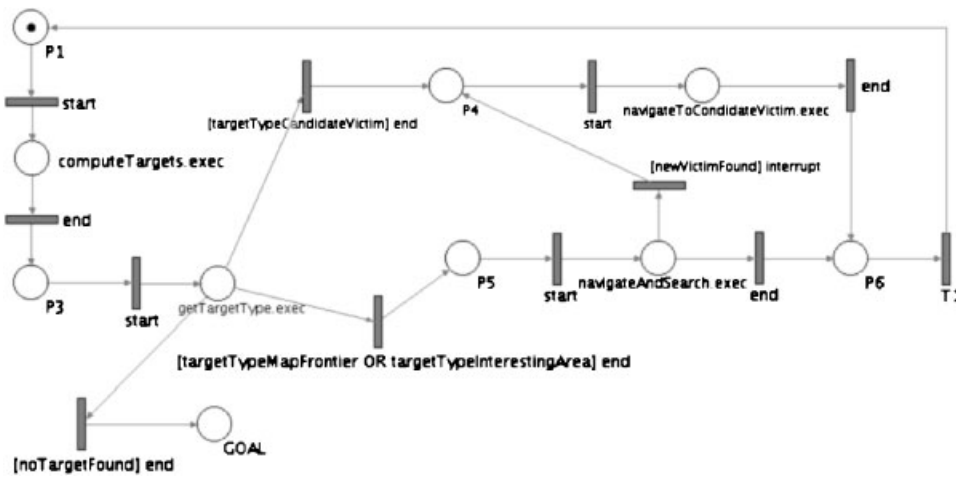 P1
start
computeTargets.exec
end
P3
start
getTargetType.exec
[targetTypeCandidateVictim] end
P4
start
navigateToCondidateVictim.exec
end
[newVictimFound] interrupt
P5
start
navigateAndSearch.exec
end
P6
[targetTypeMapFrontier OR targetTypeInterestingArea] end
[noTargetFound] end
GOAL